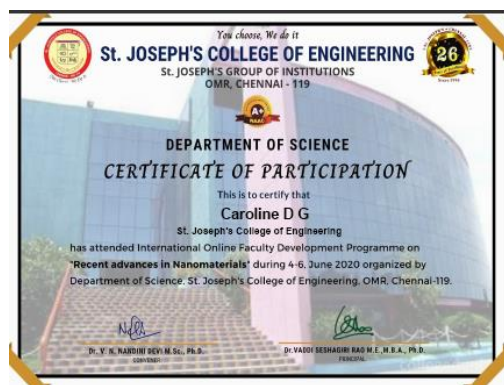 You choose, We do it
St. JOSEPH'S COLLEGE OF ENGINEERING
St. JOSEPH'S GROUP OF INSTITUTIONS
OMR, CHENNAI - 119
26
A+
NAAC
DEPARTMENT OF SCIENCE
CERTIFICATE OF PARTICIPATION
This is to certify that
Caroline D G
St. Joseph's College of Engineering
has attended International Online Faculty Development Programme on
"Recent advances in Nanomaterials" during 4-6, June 2020 organized by
Department of Science, St. Joseph's College of Engineering, OMR, Chennai-119.
Dr. V. N. NANDINI DEVI M.Sc., Ph.D.
CONVENER
Dr.VADDI SESHAGIRI RAO M.E.,M.B.A., Ph.D.
PRINCIPAL